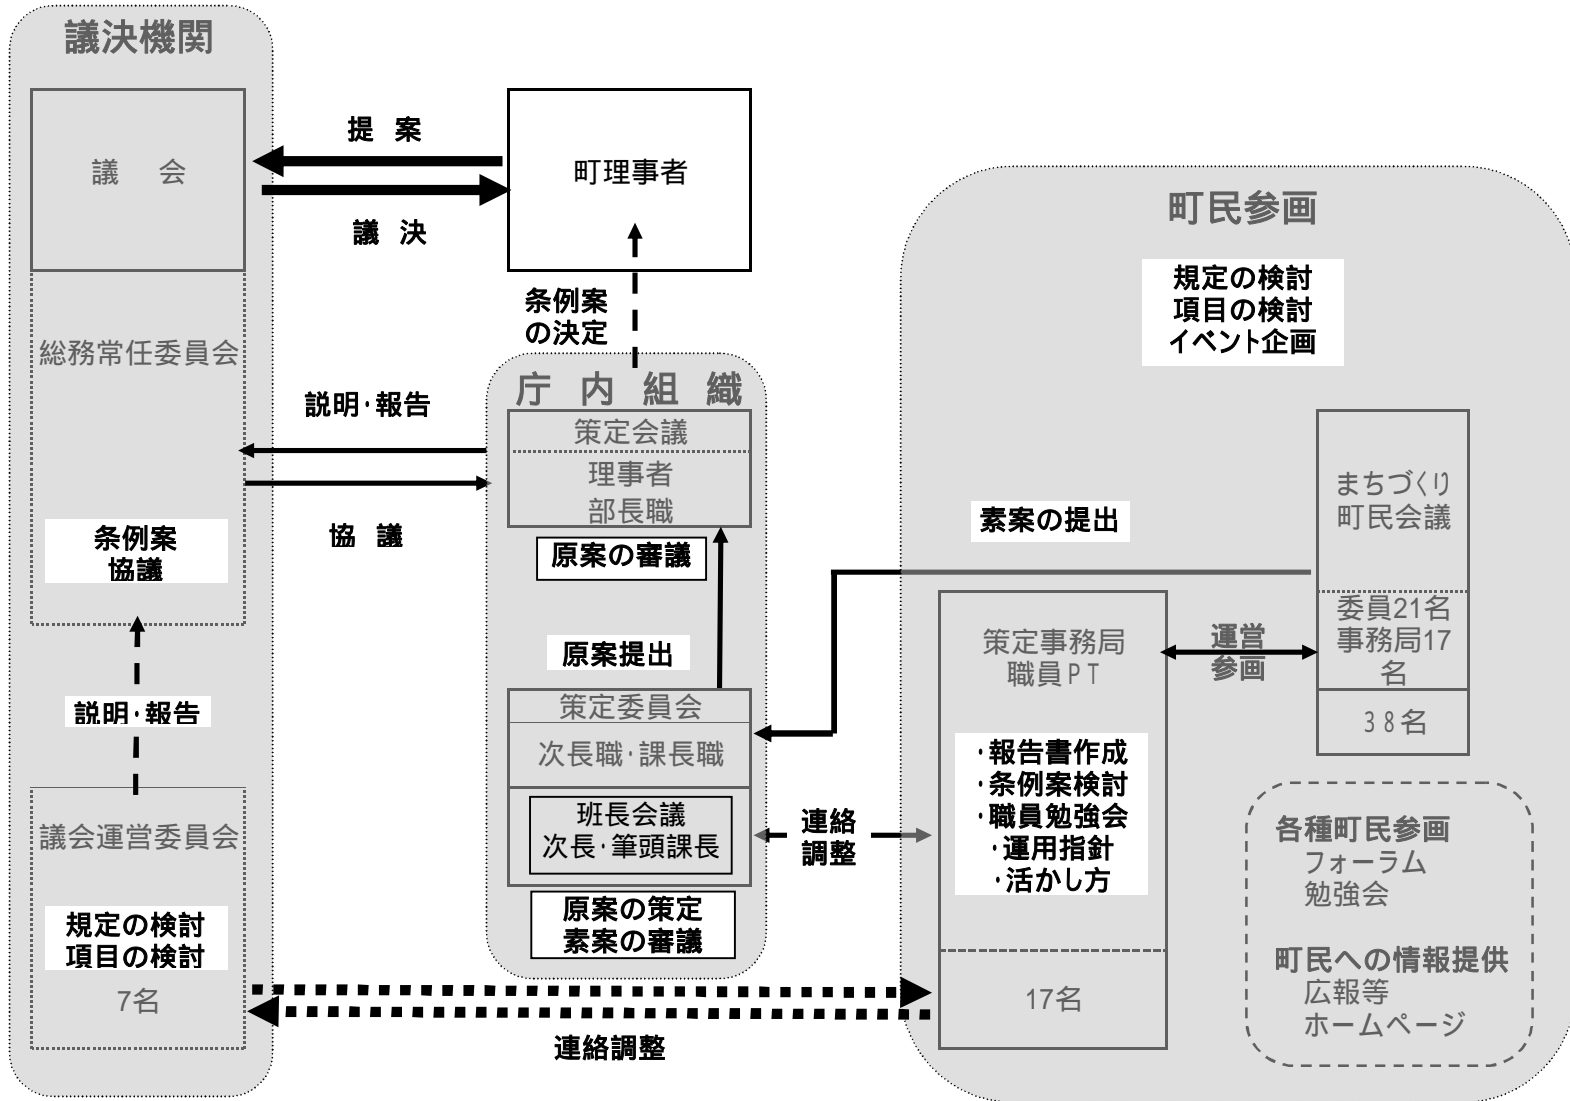 議決機関
議 会
総務常任委員会
条例案
協議
説明・報告
議会運営委員会
規定の検討
項目の検討
7名
提 案
議 決
説明・報告
協 議
町理事者
条例案
の決定
庁 内 組 織
策定会議
理事者
部長職
原案の審議
原案提出
策定委員会
次長職・課長職
班長会議
次長・筆頭課長
原案の策定
素案の審議
連絡
調整
連絡調整
町民参画
規定の検討
項目の検討
イベント企画
素案の提出
策定事務局
職員PT
・報告書作成
・条例案検討
・職員勉強会
・運用指針
・活かし方
17名
運営
参画
まちづくり
町民会議
委員21名
事務局17
名
38名
各種町民参画
フォーラム
勉強会
町民への情報提供
広報等
ホームページ